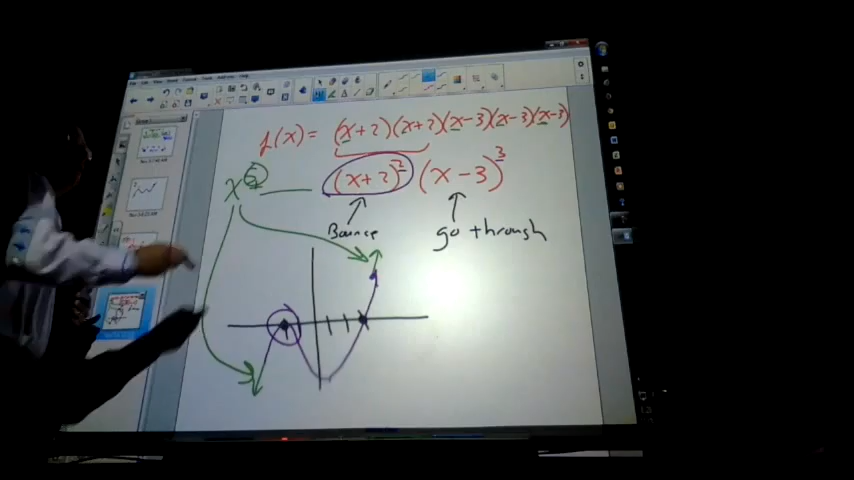 f(x) = (x+2)(x+2)(x-3)(x-3)(x-3)
x⁵ (x+2)² (x-3)³
Bounce go through